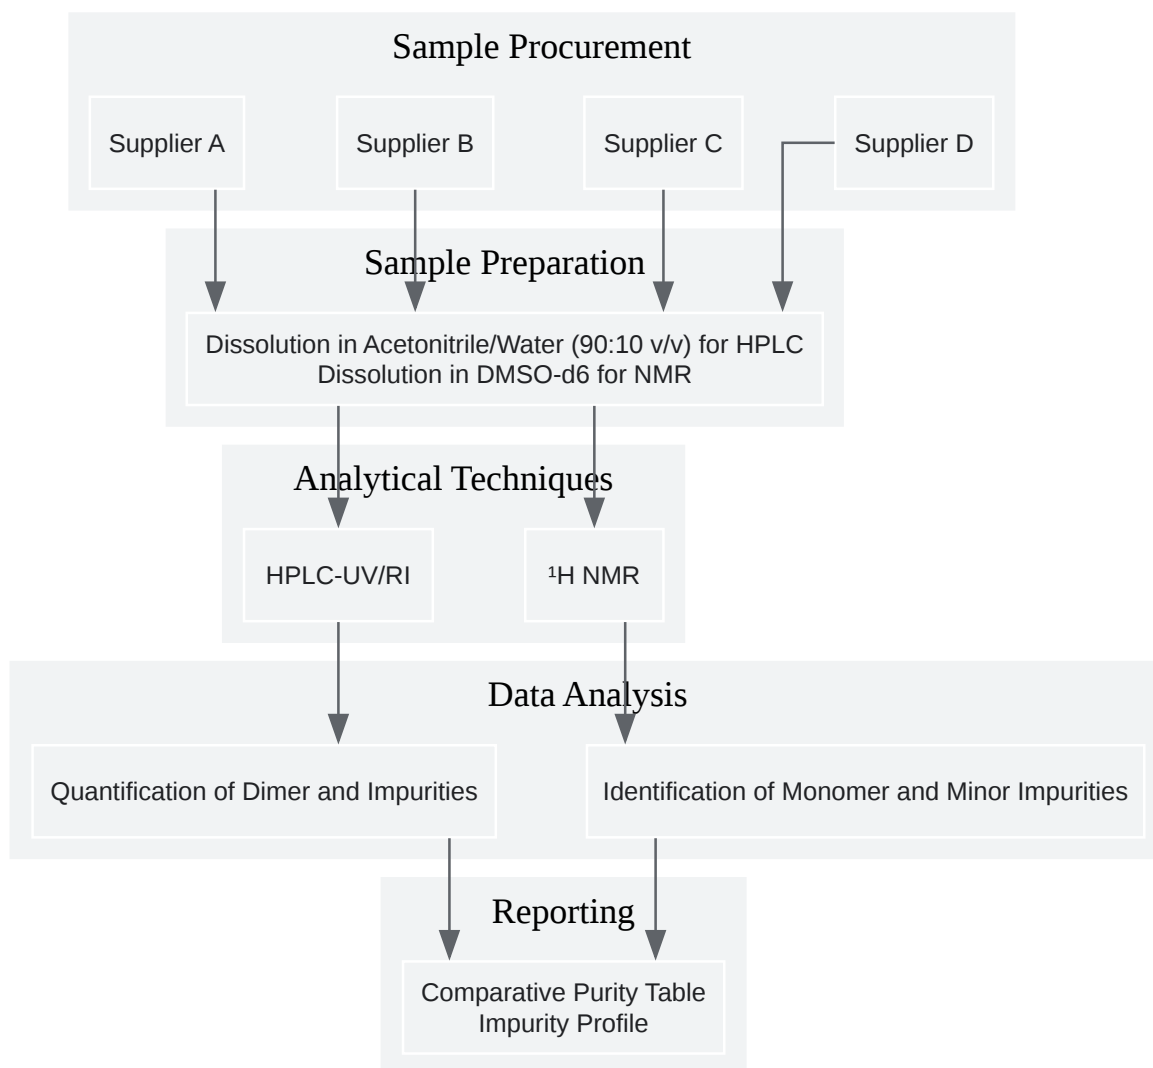 Sample Procurement
Supplier A
Supplier B
Supplier C
Supplier D
Sample Preparation
Dissolution in Acetonitrile/Water (90:10 v/v) for HPLC
Dissolution in DMSO-d6 for NMR
Analytical Techniques
HPLC-UV/RI
¹H NMR
Data Analysis
Quantification of Dimer and Impurities
Identification of Monomer and Minor Impurities
Reporting
Comparative Purity Table
Impurity Profile